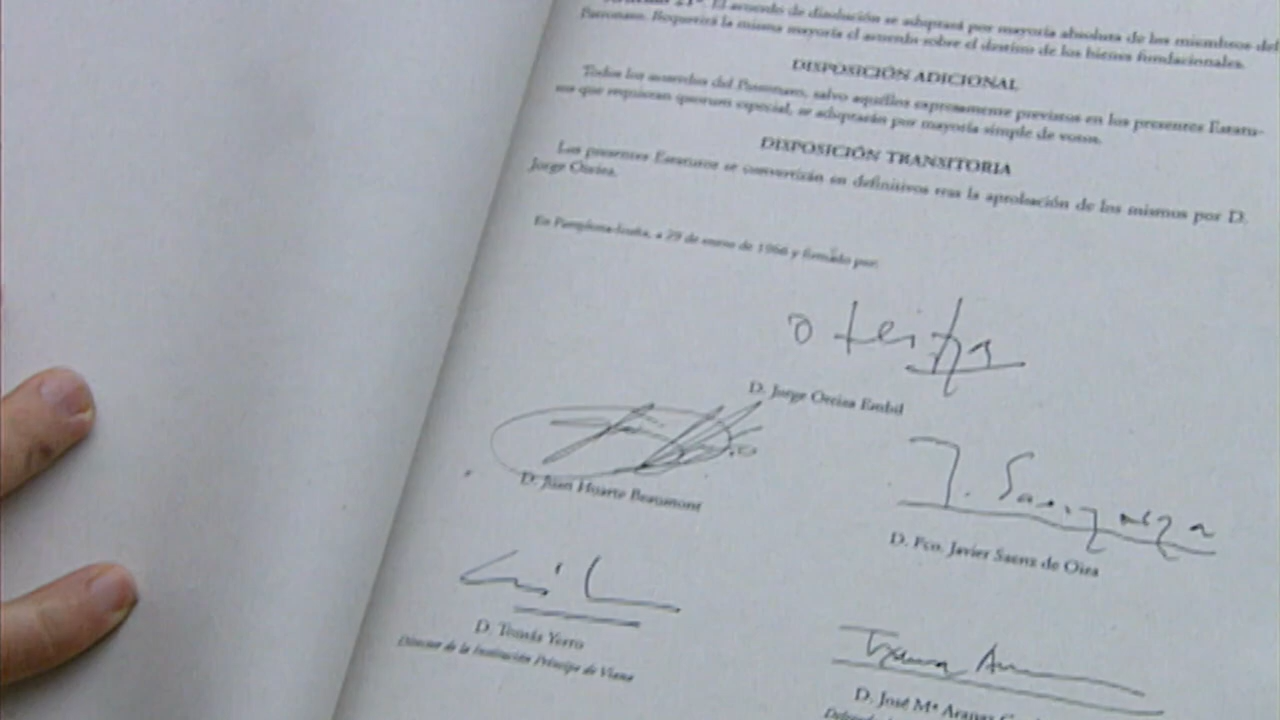 Artículo 21º. El acuerdo de disolución se adoptará por mayoría absoluta de los miembros del
Patronato. Requerirá la misma mayoría el acuerdo sobre el destino de los bienes fundacionales.
DISPOSICIÓN ADICIONAL
Todos los acuerdos del Patronato, salvo aquéllos expresamente previstos en los presentes Estatu-
tos que requieran quorum especial, se adoptarán por mayoría simple de votos.
DISPOSICIÓN TRANSITORIA
Los presentes Estatutos se convertirán en definitivos tras la aprobación de los mismos por D.
Jorge Oteiza.
En Pamplona-Iruña, a 29 de enero de 1996 y firmado por:
oteiza
D. Jorge Oteiza Embil
D. Juan Huarte Beaumont
J. Saenz
D. Fco. Javier Saenz de Oiza
D. Tomás Yerro
Director de la Institución Príncipe de Viana
D. José Mª Aranaz